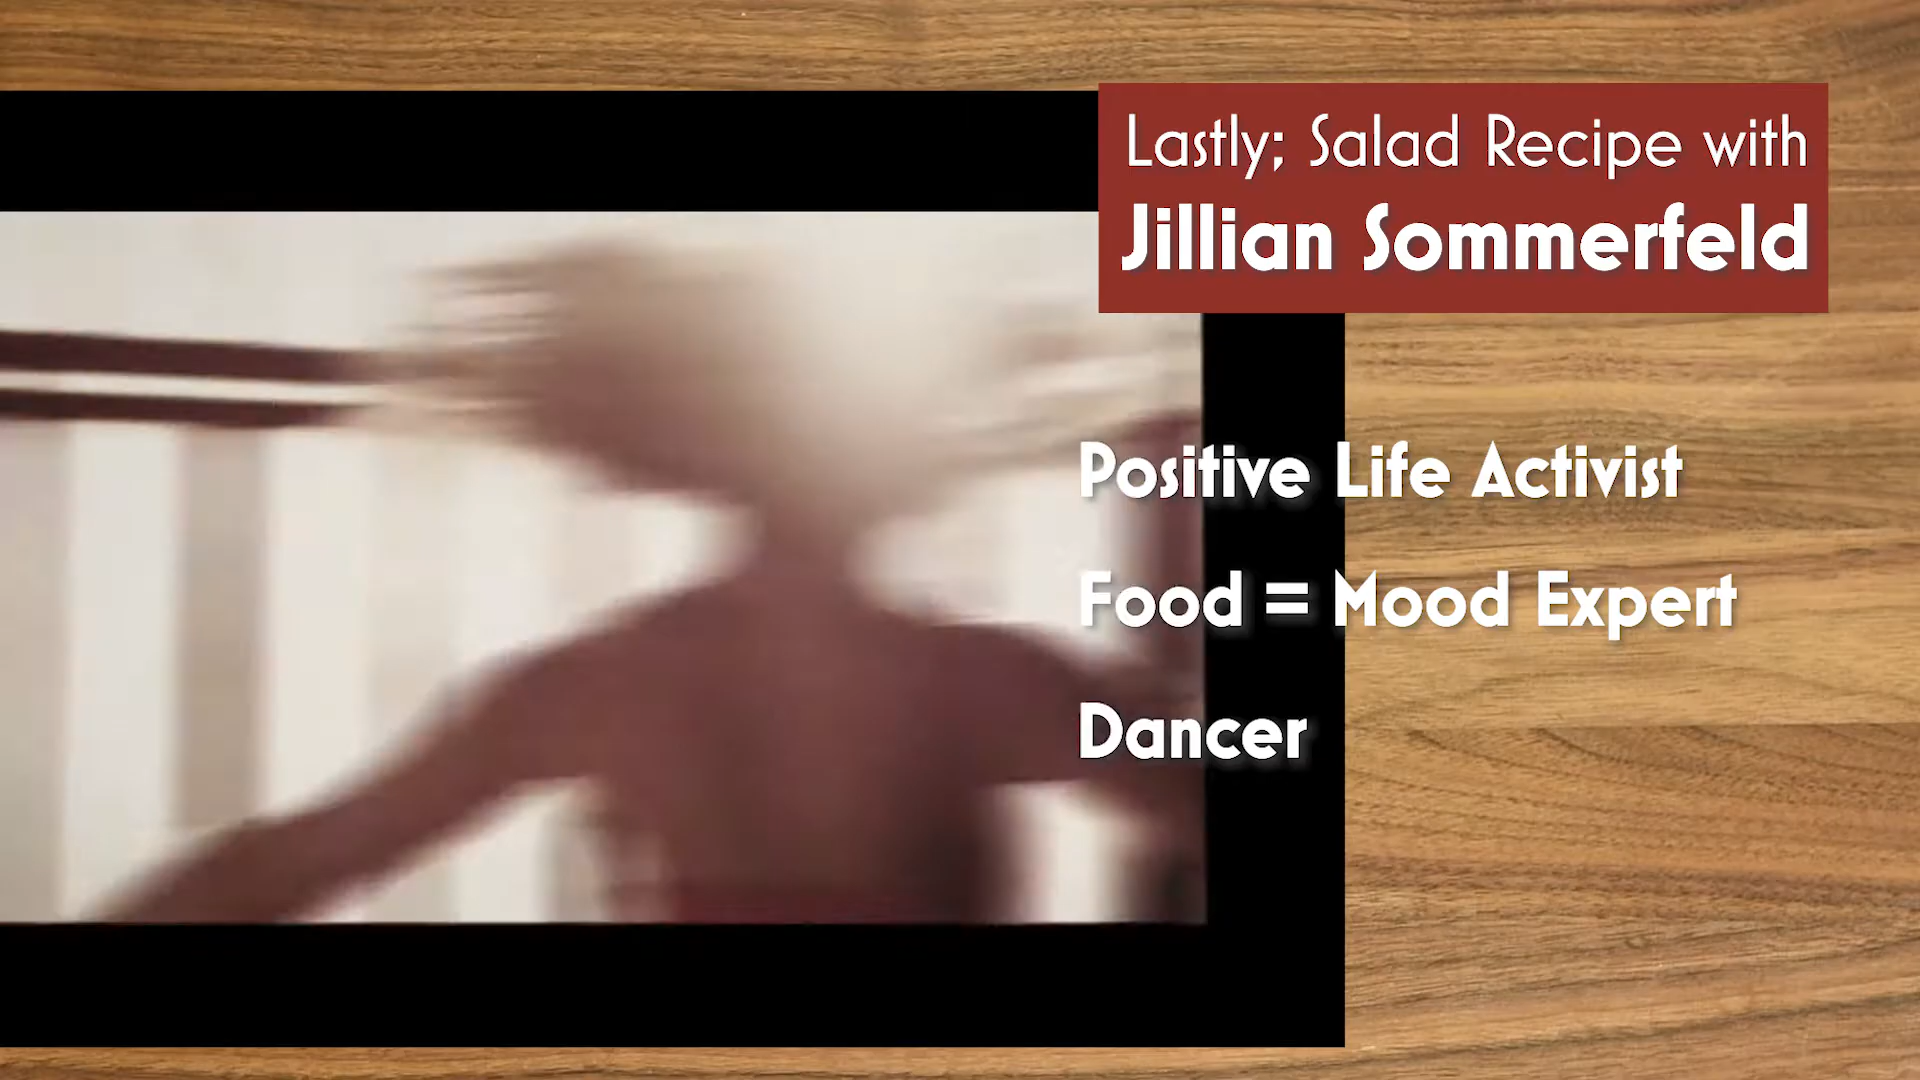 Lastly; Salad Recipe with
Jillian Sommerfeld
Positive Life Activist
Food = Mood Expert
Dancer